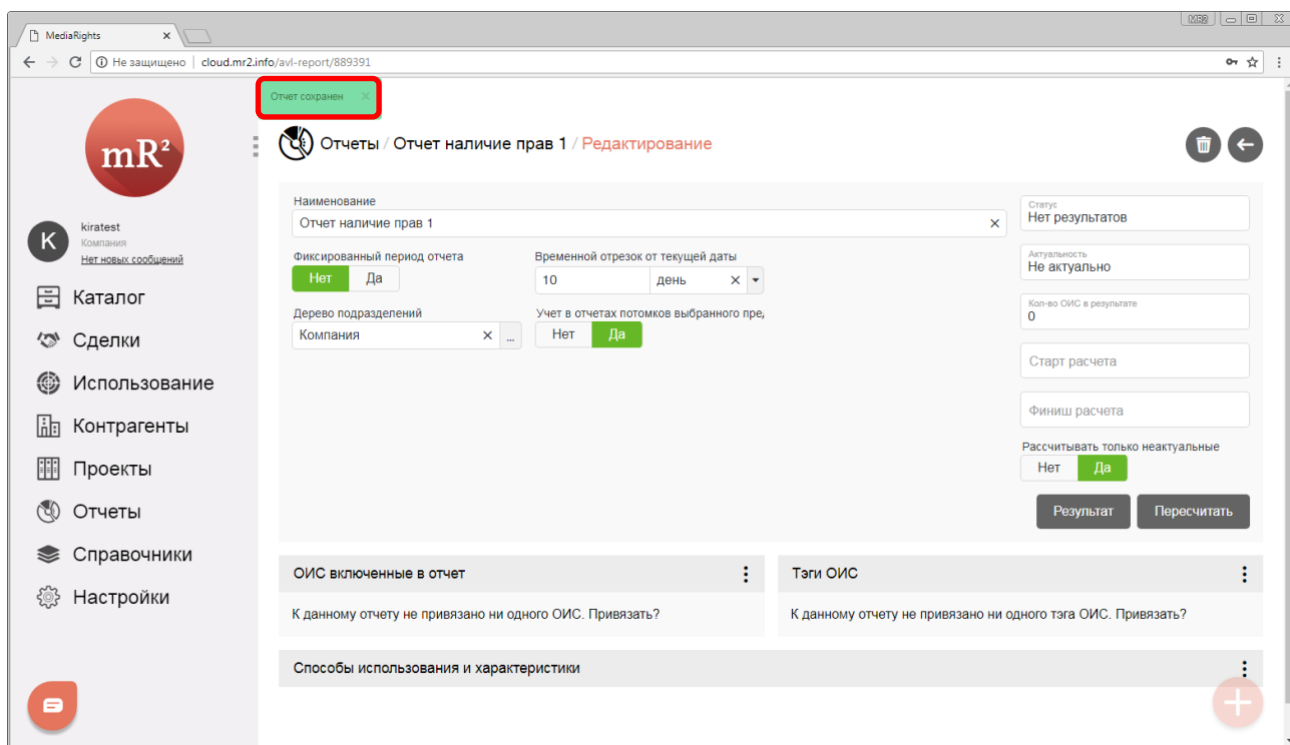 MediaRights
Не защищено | cloud.mr2.info/avl-report/889391
Отчет сохранен
mR²
Отчеты / Отчет наличие прав 1 / Редактирование
K
kiratest
Компания
Нет новых сообщений
Каталог
Сделки
Использование
Контрагенты
Проекты
Отчеты
Справочники
Настройки
Наименование
Отчет наличие прав 1
Фиксированный период отчета
Нет Да
Временной отрезок от текущей даты
10 день
Дерево подразделений
Компания ...
Учет в отчетах потомков выбранного пред
Нет Да
Статус
Нет результатов
Актуальность
Не актуально
Кол-во ОИС в результате
0
Старт расчета
Финиш расчета
Рассчитывать только неактуальные
Нет Да
Результат Пересчитать
ОИС включенные в отчет
К данному отчету не привязано ни одного ОИС. Привязать?
Тэги ОИС
К данному отчету не привязано ни одного тэга ОИС. Привязать?
Способы использования и характеристики